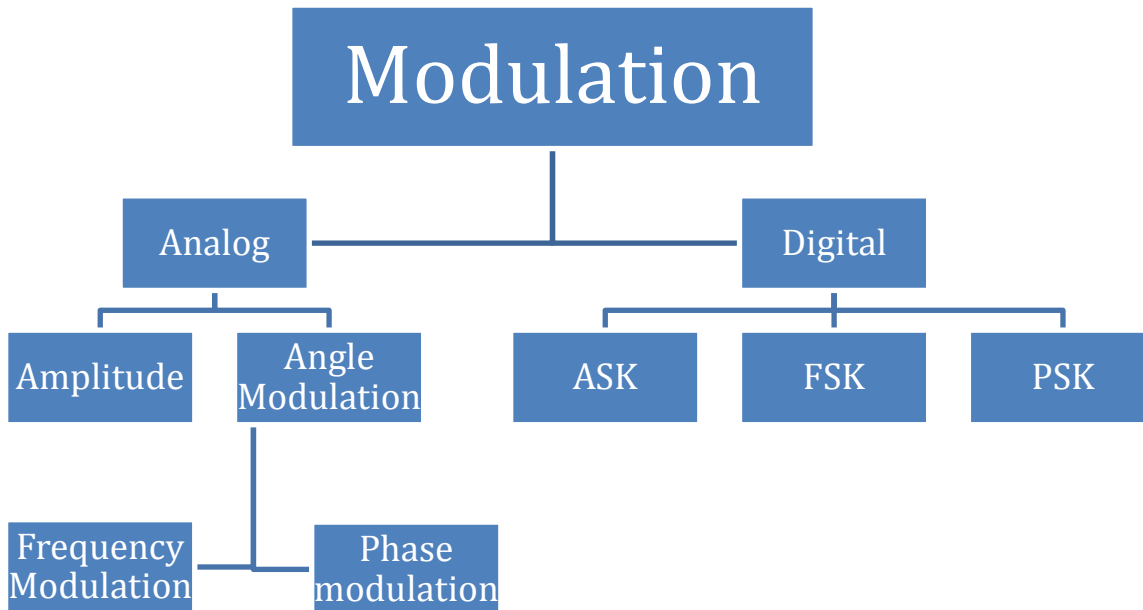 Modulation
Analog
Digital
Amplitude
Angle
Modulation
ASK
FSK
PSK
Frequency
Modulation
Phase
modulation